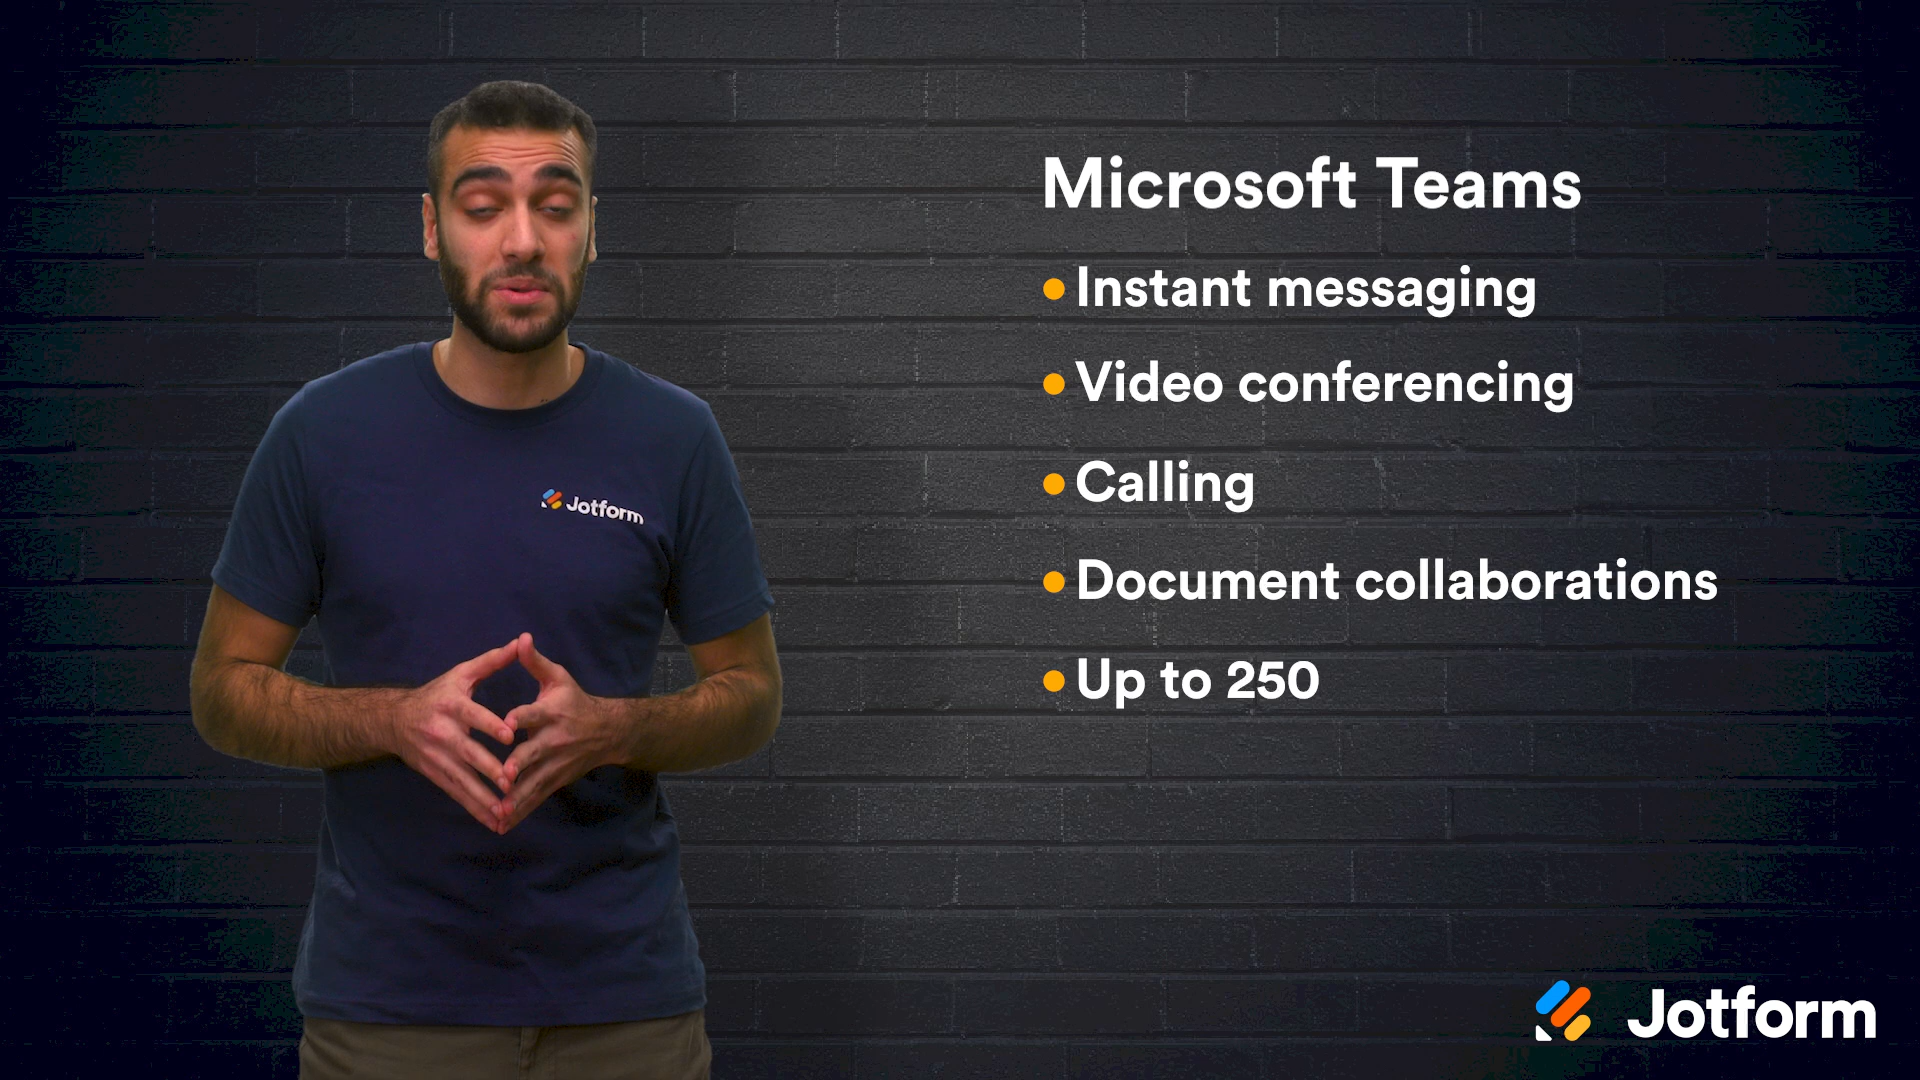 Microsoft Teams
Instant messaging
Video conferencing
Calling
Document collaborations
Up to 250
Jotform
Jotform